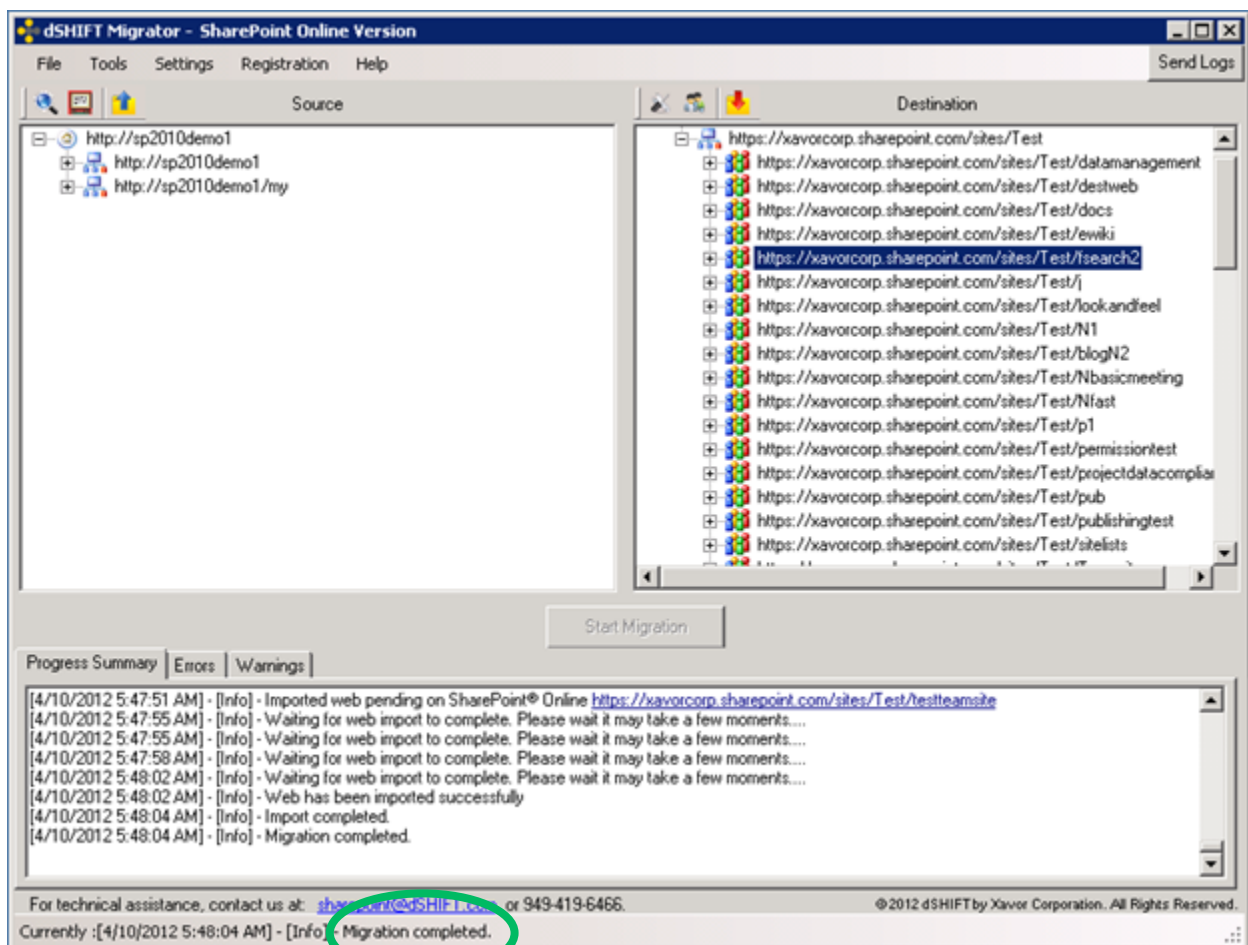 dSHIFT Migrator - SharePoint Online Version
File Tools Settings Registration Help Send Logs
Source
http://sp2010demo1
http://sp2010demo1
http://sp2010demo1/my
Destination
https://xavorcorp.sharepoint.com/sites/Test
https://xavorcorp.sharepoint.com/sites/Test/datamanagement
https://xavorcorp.sharepoint.com/sites/Test/destweb
https://xavorcorp.sharepoint.com/sites/Test/docs
https://xavorcorp.sharepoint.com/sites/Test/ewiki
https://xavorcorp.sharepoint.com/sites/Test/fsearch2
https://xavorcorp.sharepoint.com/sites/Test/j
https://xavorcorp.sharepoint.com/sites/Test/lookandfeel
https://xavorcorp.sharepoint.com/sites/Test/N1
https://xavorcorp.sharepoint.com/sites/Test/blogN2
https://xavorcorp.sharepoint.com/sites/Test/Nbasicmeeting
https://xavorcorp.sharepoint.com/sites/Test/Nfast
https://xavorcorp.sharepoint.com/sites/Test/p1
https://xavorcorp.sharepoint.com/sites/Test/permissiontest
https://xavorcorp.sharepoint.com/sites/Test/projectdatacomplia
https://xavorcorp.sharepoint.com/sites/Test/pub
https://xavorcorp.sharepoint.com/sites/Test/publishingtest
https://xavorcorp.sharepoint.com/sites/Test/sitelists
Start Migration
Progress Summary Errors Warnings
[4/10/2012 5:47:51 AM] - [Info] - Imported web pending on SharePoint® Online https://xavorcorp.sharepoint.com/sites/Test/testteamsite
[4/10/2012 5:47:55 AM] - [Info] - Waiting for web import to complete. Please wait it may take a few moments....
[4/10/2012 5:47:55 AM] - [Info] - Waiting for web import to complete. Please wait it may take a few moments....
[4/10/2012 5:47:58 AM] - [Info] - Waiting for web import to complete. Please wait it may take a few moments....
[4/10/2012 5:48:02 AM] - [Info] - Waiting for web import to complete. Please wait it may take a few moments....
[4/10/2012 5:48:02 AM] - [Info] - Web has been imported successfully
[4/10/2012 5:48:04 AM] - [Info] - Import completed.
[4/10/2012 5:48:04 AM] - [Info] - Migration completed.
For technical assistance, contact us at: sharepoint@dSHIFT.com or 949-419-6466. ©2012 dSHIFT by Xavor Corporation. All Rights Reserved.
Currently :[4/10/2012 5:48:04 AM] - [Info] - Migration completed.